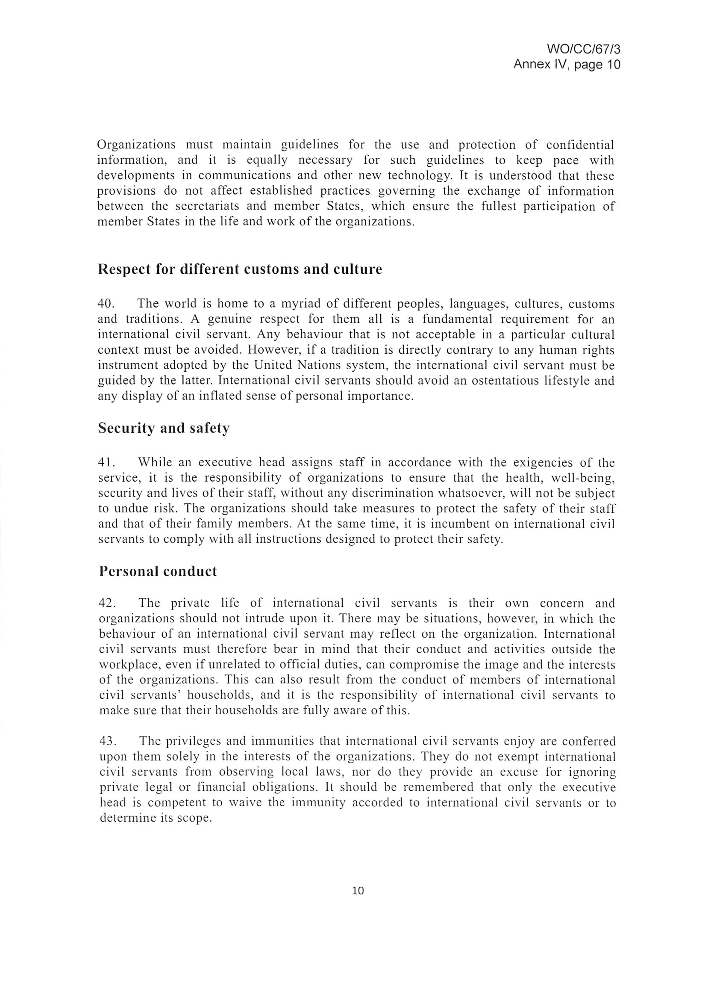 WO/CC/67/3
Annex IV, page 10
Organizations must maintain guidelines for the use and protection of confidential
information, and it is equally necessary for such guidelines to keep pace with
developments in communications and other new technology. It is understood that these
provisions do not affect established practices governing the exchange of information
between the secretariats and member States, which ensure the fullest participation of
member States in the life and work of the organizations.
Respect for different customs and culture
40. The world is home to a myriad of different peoples, languages, cultures, customs
and traditions. A genuine respect for them all is a fundamental requirement for an
international civil servant. Any behaviour that is not acceptable in a particular cultural
context must be avoided. However, if a tradition is directly contrary to any human rights
instrument adopted by the United Nations system, the international civil servant must be
guided by the latter. International civil servants should avoid an ostentatious lifestyle and
any display of an inflated sense of personal importance.
Security and safety
41. While an executive head assigns staff in accordance with the exigencies of the
service, it is the responsibility of organizations to ensure that the health, well-being,
security and lives of their staff, without any discrimination whatsoever, will not be subject
to undue risk. The organizations should take measures to protect the safety of their staff
and that of their family members. At the same time, it is incumbent on international civil
servants to comply with all instructions designed to protect their safety.
Personal conduct
42. The private life of international civil servants is their own concern and
organizations should not intrude upon it. There may be situations, however, in which the
behaviour of an international civil servant may reflect on the organization. International
civil servants must therefore bear in mind that their conduct and activities outside the
workplace, even if unrelated to official duties, can compromise the image and the interests
of the organizations. This can also result from the conduct of members of international
civil servants’ households, and it is the responsibility of international civil servants to
make sure that their households are fully aware of this.
43. The privileges and immunities that international civil servants enjoy are conferred
upon them solely in the interests of the organizations. They do not exempt international
civil servants from observing local laws, nor do they provide an excuse for ignoring
private legal or financial obligations. It should be remembered that only the executive
head is competent to waive the immunity accorded to international civil servants or to
determine its scope.
10